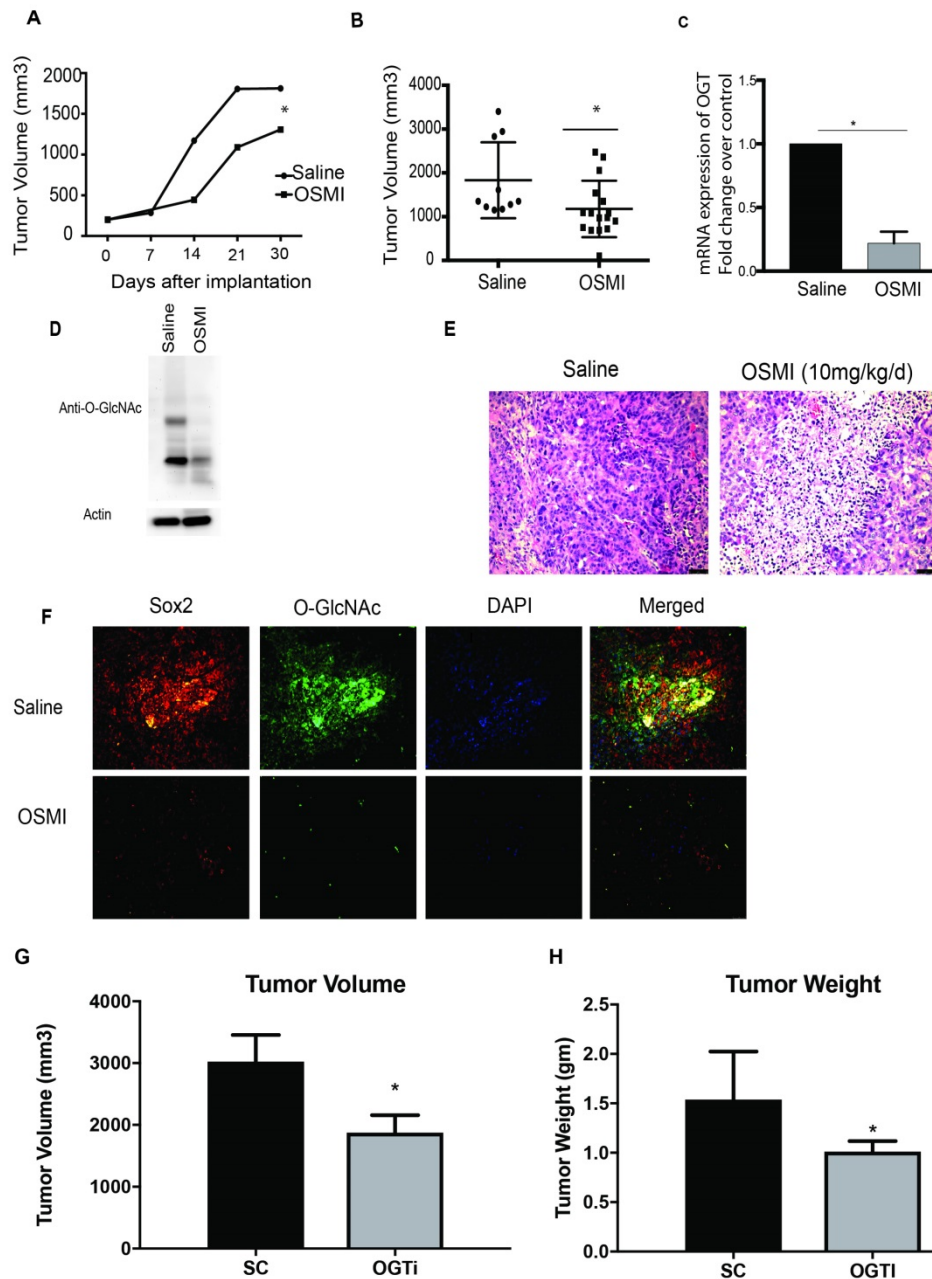 A
Tumor Volume (mm3)
2000
1500
1000
500
0
0 7 14 21 30
Days after implantation
*
Saline
OSMI
B
Tumor Volume (mm3)
4000
3000
2000
1000
0
*
Saline OSMI
C
mRNA expression of OGT
Fold change over control
1.5
1.0
0.5
0.0
*
Saline OSMI
D
Saline
OSMI
Anti-O-GlcNAc
Actin
E
Saline
OSMI (10mg/kg/d)
F
Sox2 O-GlcNAc DAPI Merged
Saline
OSMI
G
Tumor Volume
Tumor Volume (mm3)
4000
3000
2000
1000
0
*
SC OGTi
H
Tumor Weight
Tumor Weight (gm)
2.5
2.0
1.5
1.0
0.5
0.0
*
SC OGTI